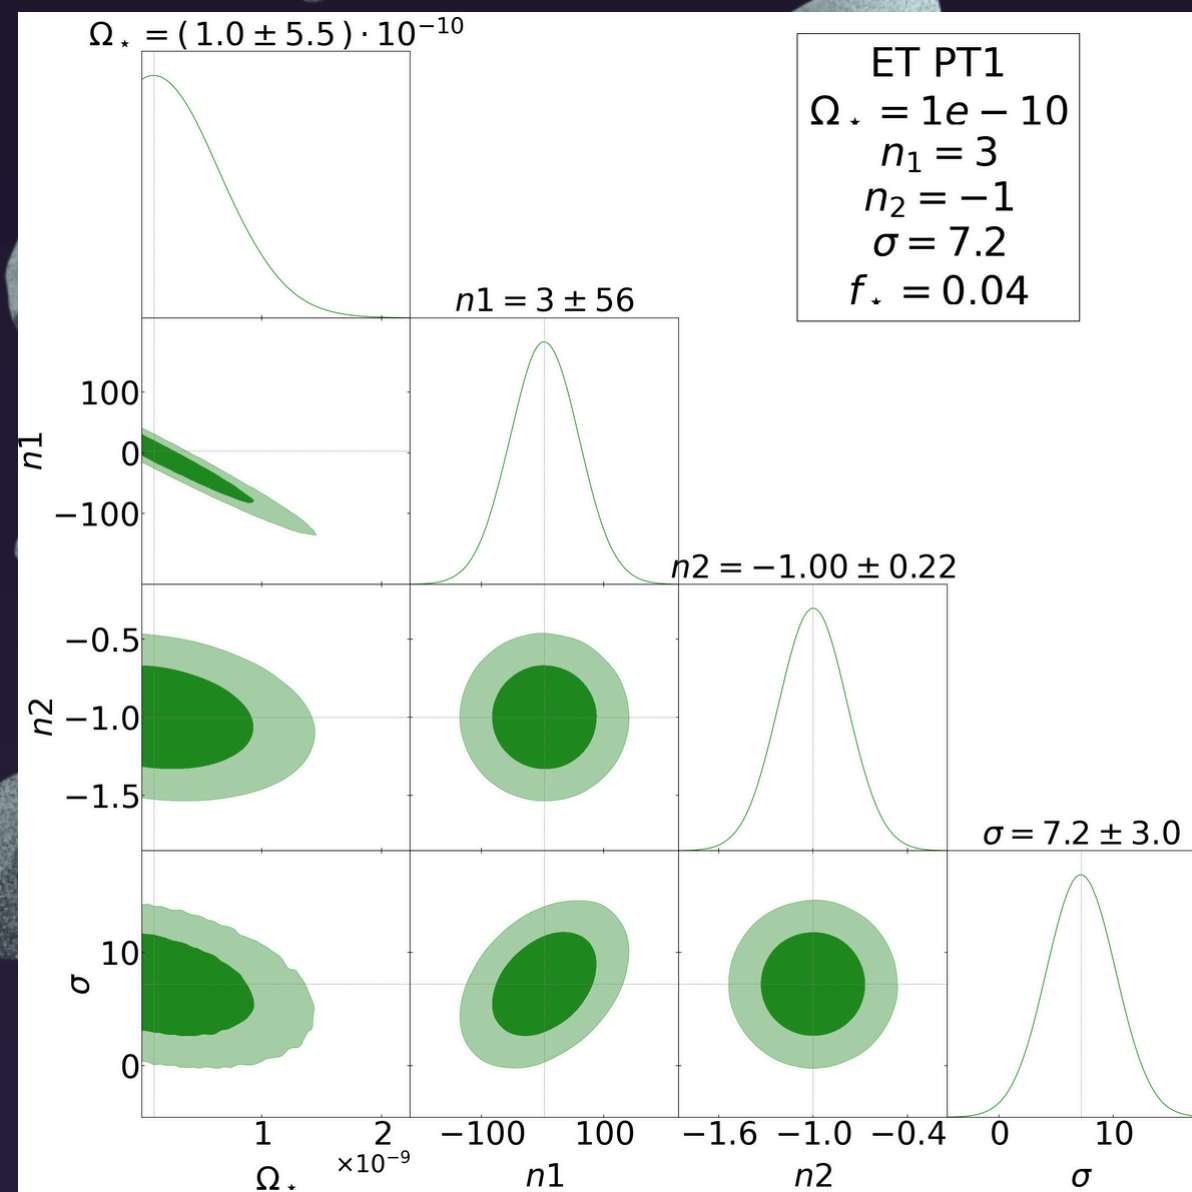 Ω⋆ = (1.0 ± 5.5) · 10⁻¹⁰
ET PT1
Ω⋆ = 1e − 10
n₁ = 3
n₂ = −1
σ = 7.2
f⋆ = 0.04
n1 = 3 ± 56
100
0
−100
n1
n2 = −1.00 ± 0.22
−0.5
−1.0
−1.5
n2
σ = 7.2 ± 3.0
10
0
σ
1 2
×10⁻⁹
Ω⋆
−100 100
n1
−1.6 −1.0 −0.4
n2
0 10
σ